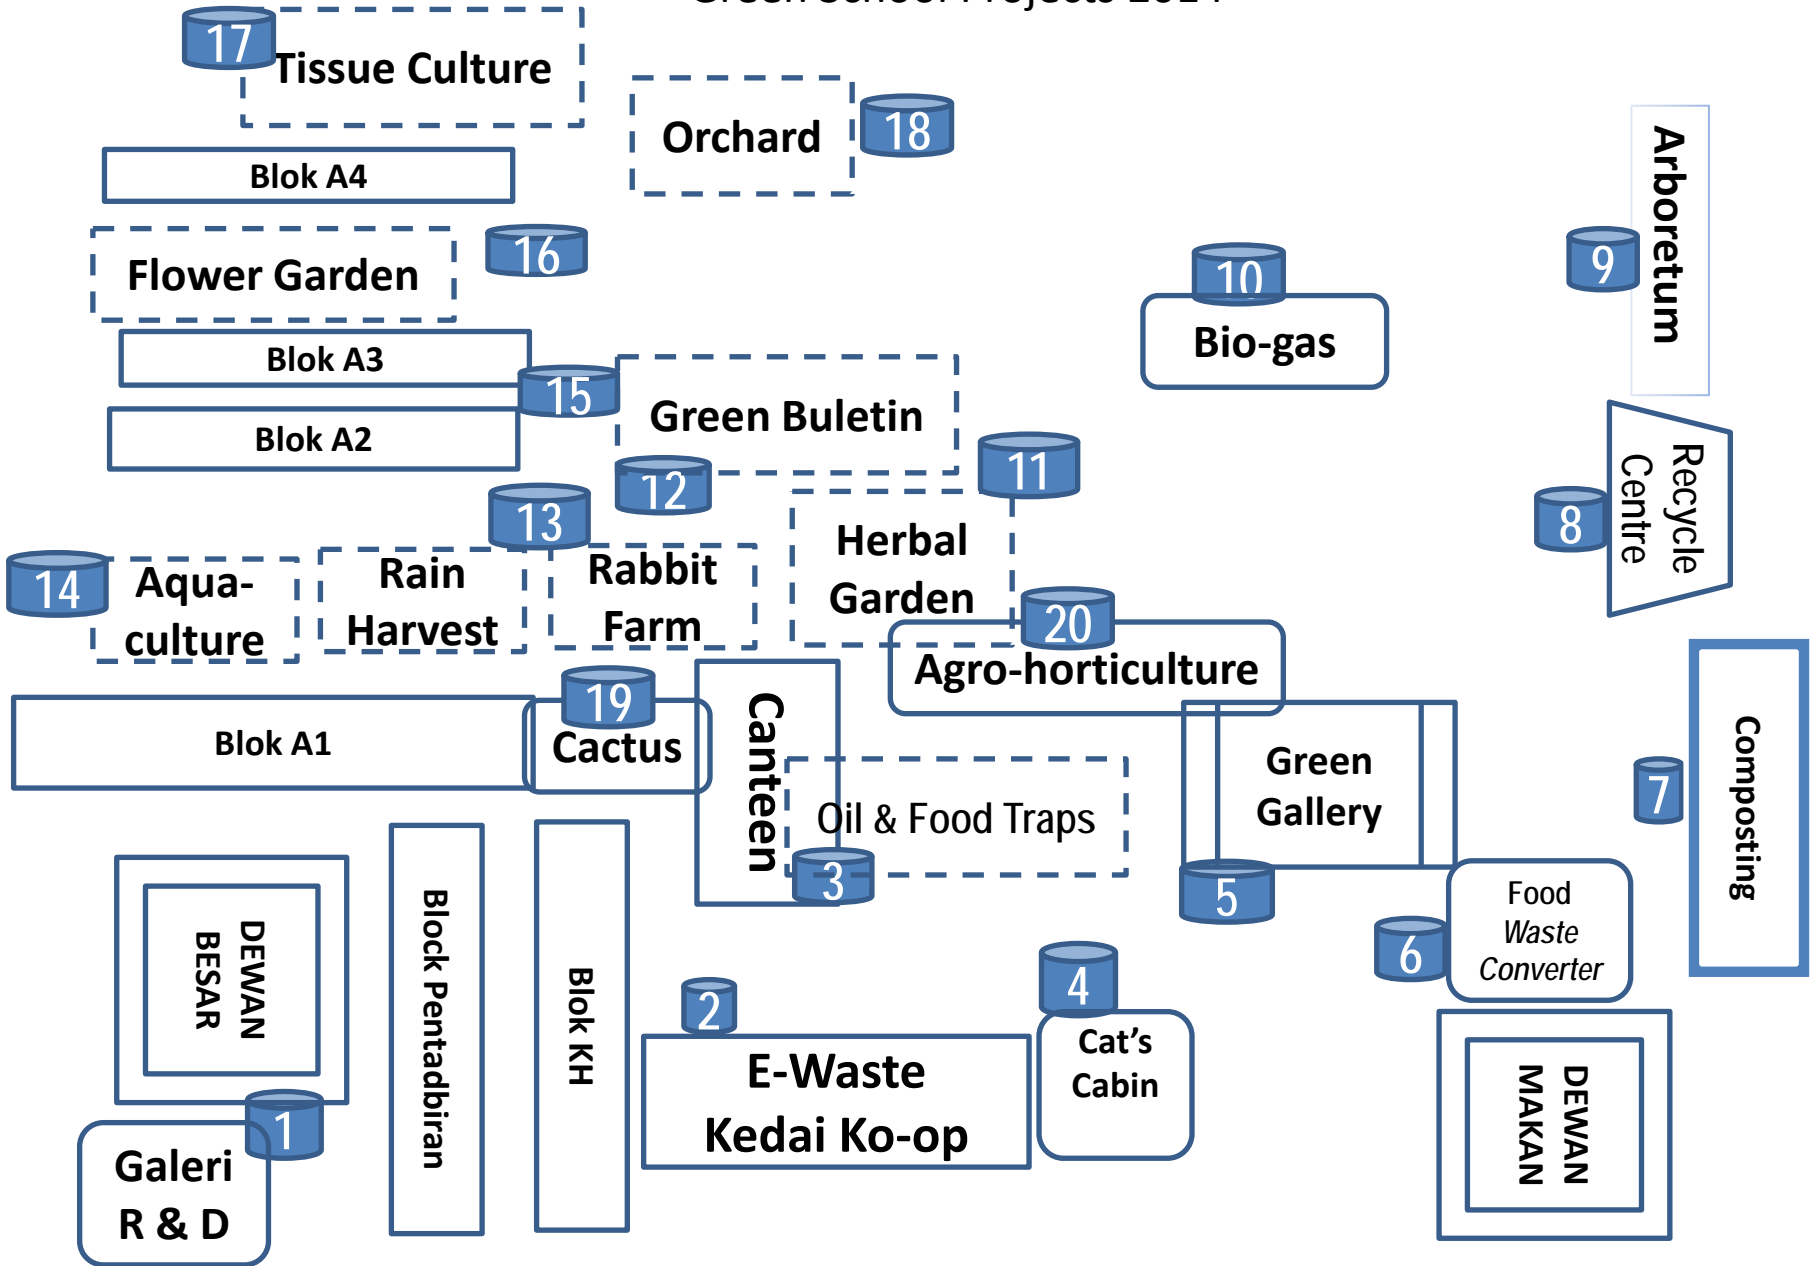 Green School Projects 2014
17
Tissue Culture
Orchard
18
Blok A4
Arboretum
16
Flower Garden
9
10
Bio-gas
Blok A3
15
Green Buletin
Blok A2
11
12
13
Recycle
Centre
8
Herbal
Garden
14
Aqua-
culture
Rain
Harvest
Rabbit
Farm
20
Agro-horticulture
19
Cactus
Canteen
Blok A1
Green
Gallery
7
Composting
Oil & Food Traps
3
5
Food
Waste
Converter
6
DEWAN
BESAR
Block Pentadbiran
Blok KH
2
4
E-Waste
Kedai Ko-op
Cat's
Cabin
DEWAN
MAKAN
1
Galeri
R & D